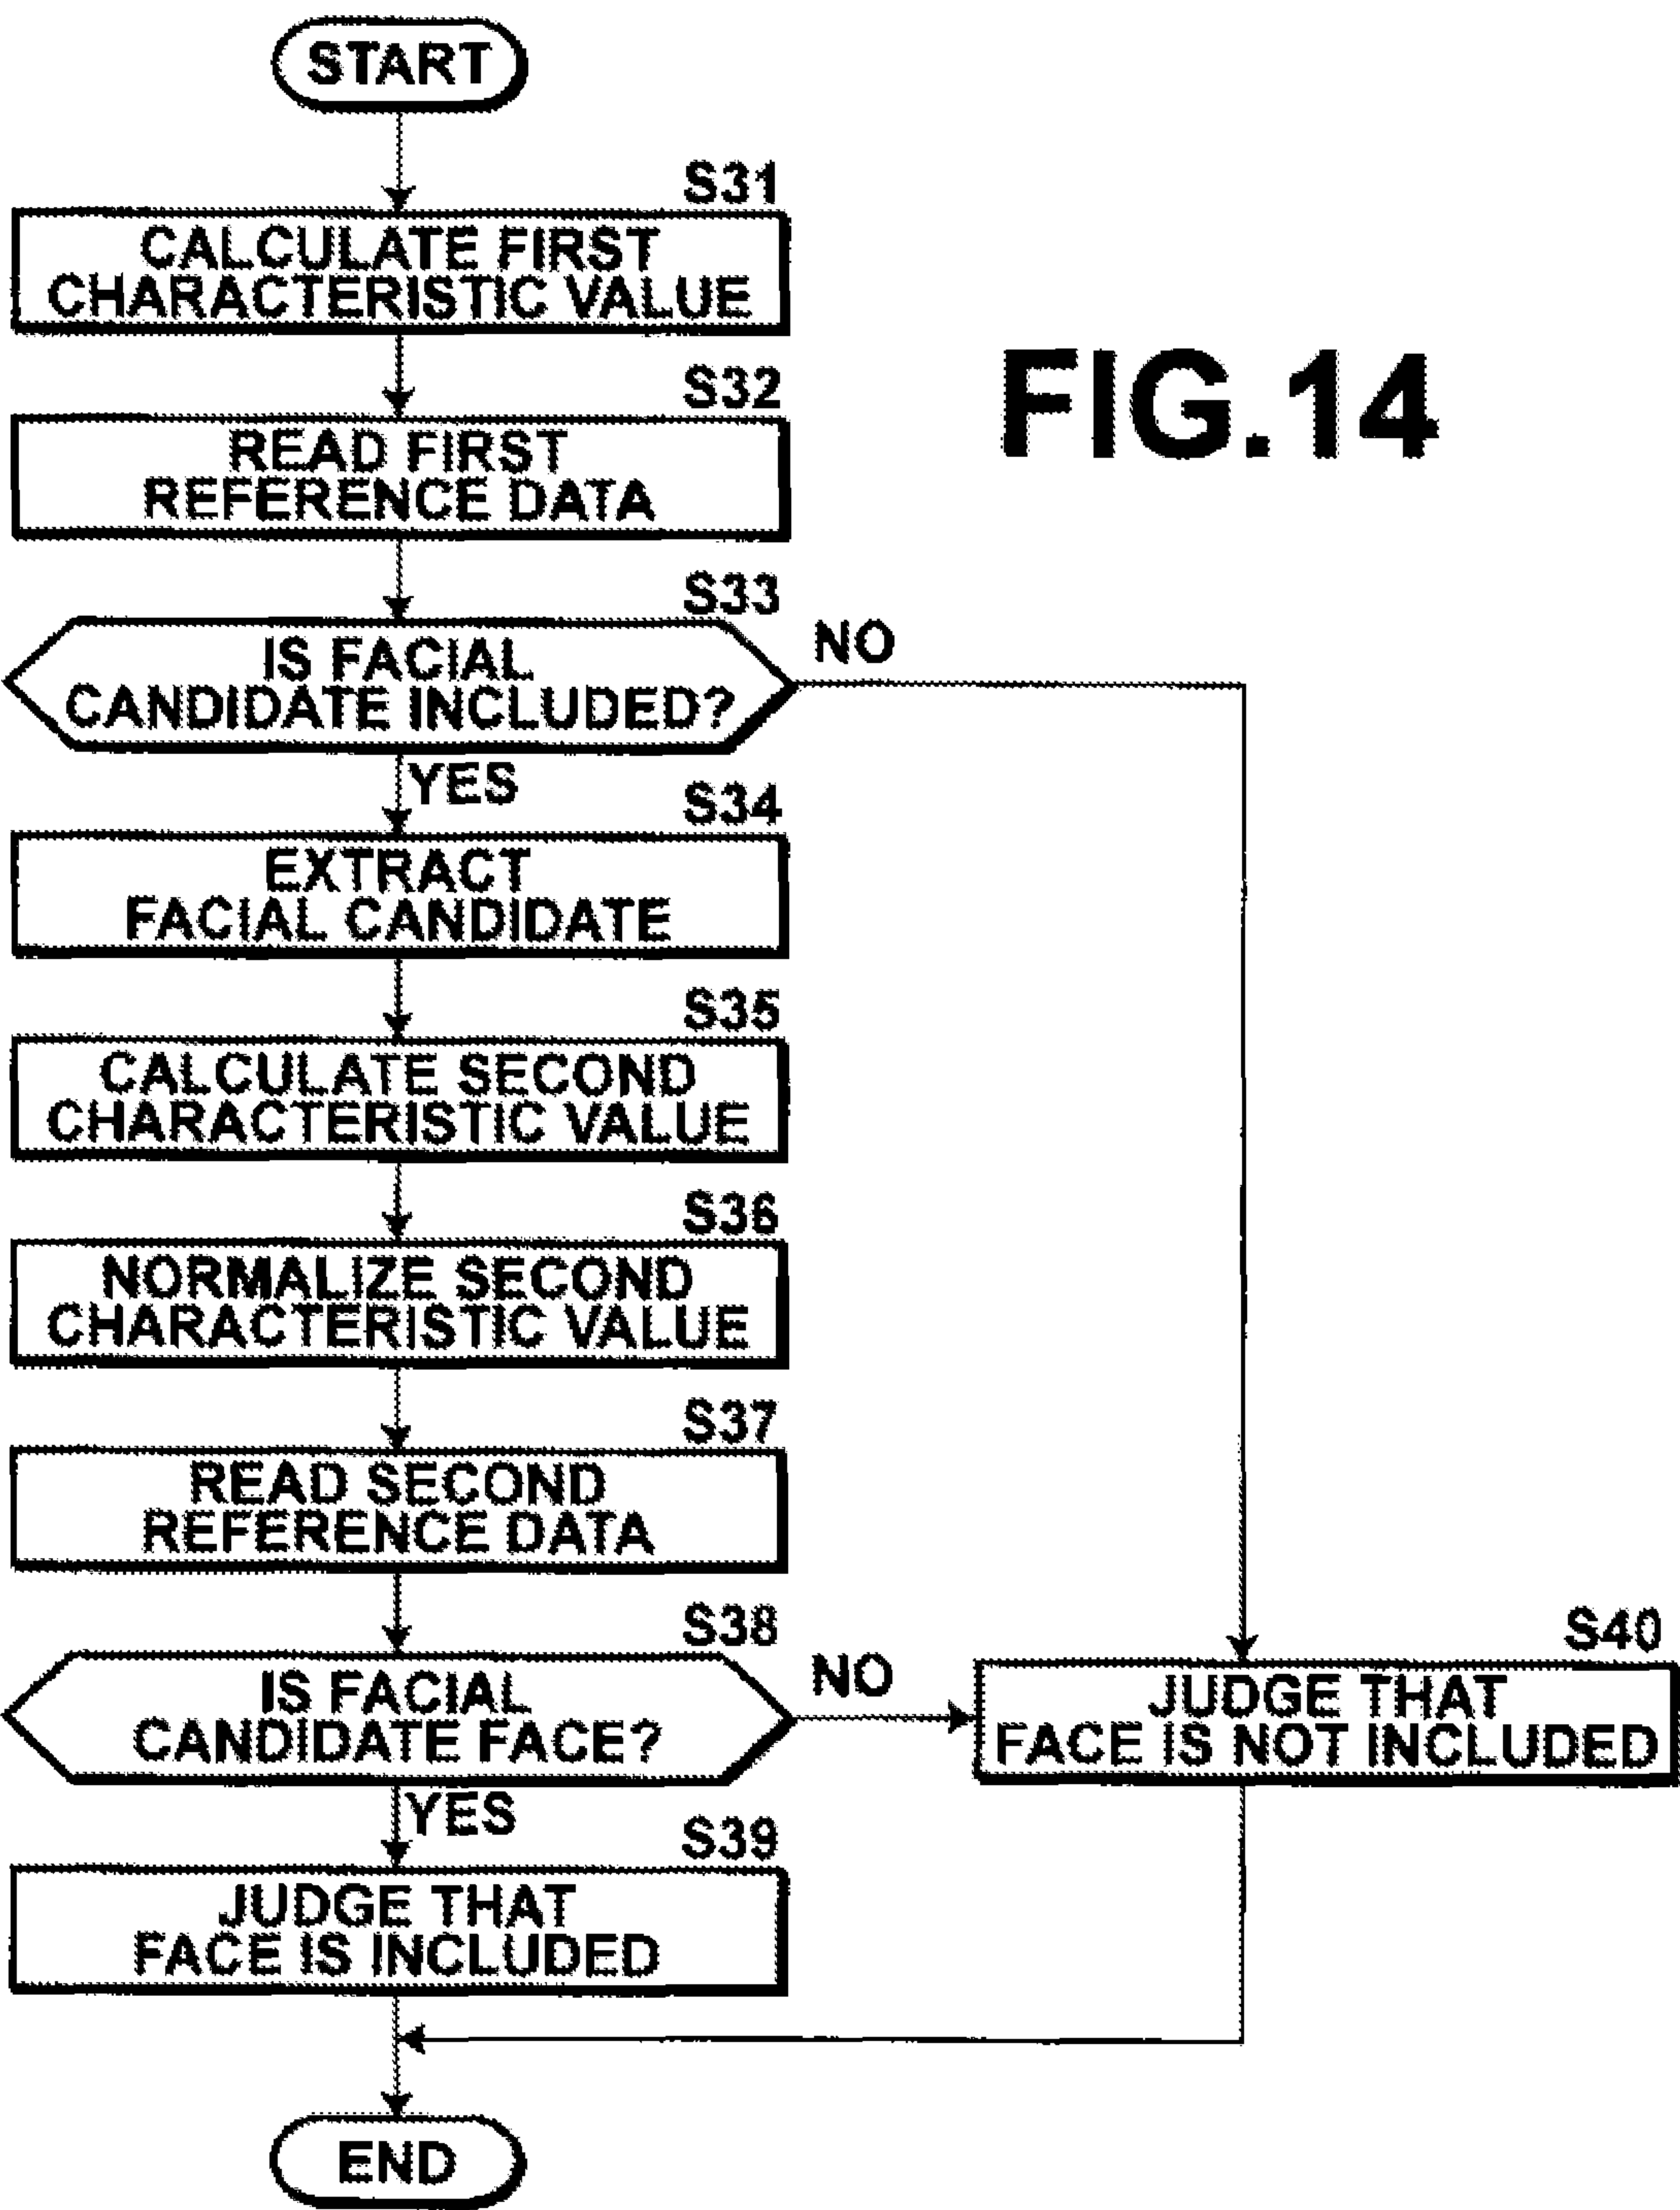 START
S31
CALCULATE FIRST
CHARACTERISTIC VALUE
S32
READ FIRST
REFERENCE DATA
FIG.14
S33
IS FACIAL
CANDIDATE INCLUDED?
NO
YES
S34
EXTRACT
FACIAL CANDIDATE
S35
CALCULATE SECOND
CHARACTERISTIC VALUE
S36
NORMALIZE SECOND
CHARACTERISTIC VALUE
S37
READ SECOND
REFERENCE DATA
S38
IS FACIAL
CANDIDATE FACE?
NO
S40
JUDGE THAT
FACE IS NOT INCLUDED
YES
S39
JUDGE THAT
FACE IS INCLUDED
END